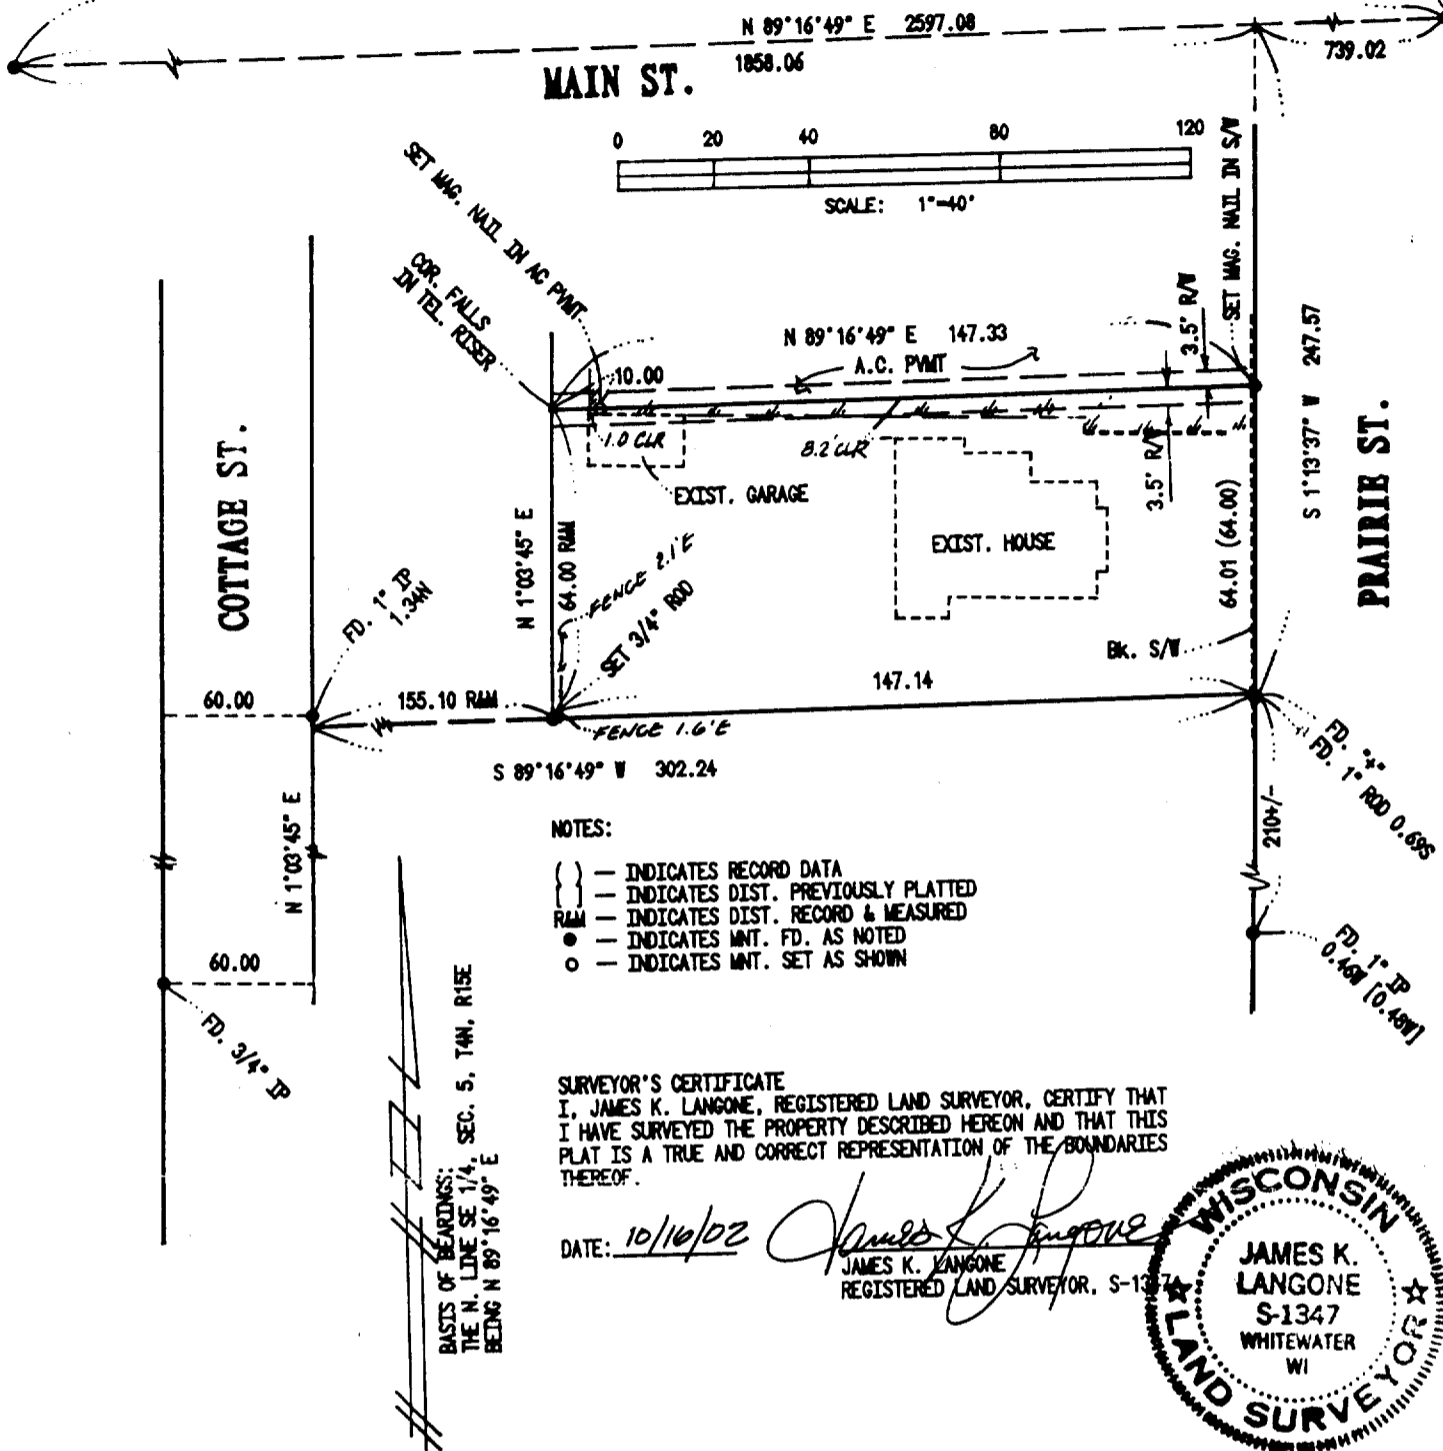 N 89°16'49" E 2597.08
1858.06
739.02
MAIN ST.
0 20 40 80 120
SCALE: 1"=40'
SET MAG. NAIL IN S/W
SET MAG. NAIL IN AC PVMT
COR. FALLS
IN TEL. RISER
N 89°16'49" E 147.33
A.C. PVMT
3.5' R/W
10.00
1.0 CLR
8.2' CLR
3.5' R/W
EXIST. GARAGE
EXIST. HOUSE
S 1°13'37" W 247.57
PRAIRIE ST.
COTTAGE ST.
N 1°03'45" E
64.00 R&M
FENCE 2.1'E
SET 3/4" ROD
64.01 (64.00)
Bk. S/W
FD. 1" IP
1.34N
60.00
155.10 R&M
147.14
FENCE 1.6'E
S 89°16'49" W 302.24
FD. "x"
FD. 1" ROD 0.69S
210+/-
N 1°03'45" E
NOTES:
( ) — INDICATES RECORD DATA
[ ] — INDICATES DIST. PREVIOUSLY PLATTED
R&M — INDICATES DIST. RECORD & MEASURED
● — INDICATES MNT. FD. AS NOTED
○ — INDICATES MNT. SET AS SHOWN
60.00
FD. 3/4" IP
FD. 1" IP
0.46W [0.48W]
BASIS OF BEARINGS:
THE N. LINE SE 1/4, SEC. 5, T4N, R15E
BEING N 89°16'49" E
SURVEYOR'S CERTIFICATE
I, JAMES K. LANGONE, REGISTERED LAND SURVEYOR, CERTIFY THAT
I HAVE SURVEYED THE PROPERTY DESCRIBED HEREON AND THAT THIS
PLAT IS A TRUE AND CORRECT REPRESENTATION OF THE BOUNDARIES
THEREOF.
DATE: 10/16/02 James K. Langone
JAMES K. LANGONE
REGISTERED LAND SURVEYOR, S-1347
WISCONSIN
JAMES K.
LANGONE
S-1347
WHITEWATER
WI
LAND SURVEYOR